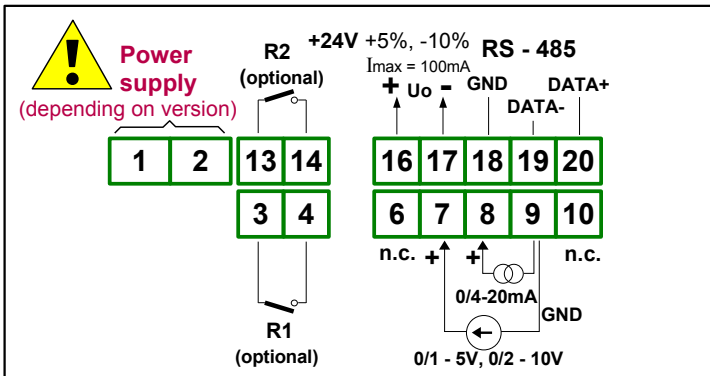 Power
supply
(depending on version)
R2
(optional)
+24V +5%, -10%
Imax = 100mA
+ Uo -
RS - 485
GND
DATA-
DATA+
1 2 13 14 16 17 18 19 20
3 4 6 7 8 9 10
n.c. + + n.c.
0/4-20mA
GND
R1
(optional)
0/1 - 5V, 0/2 - 10V